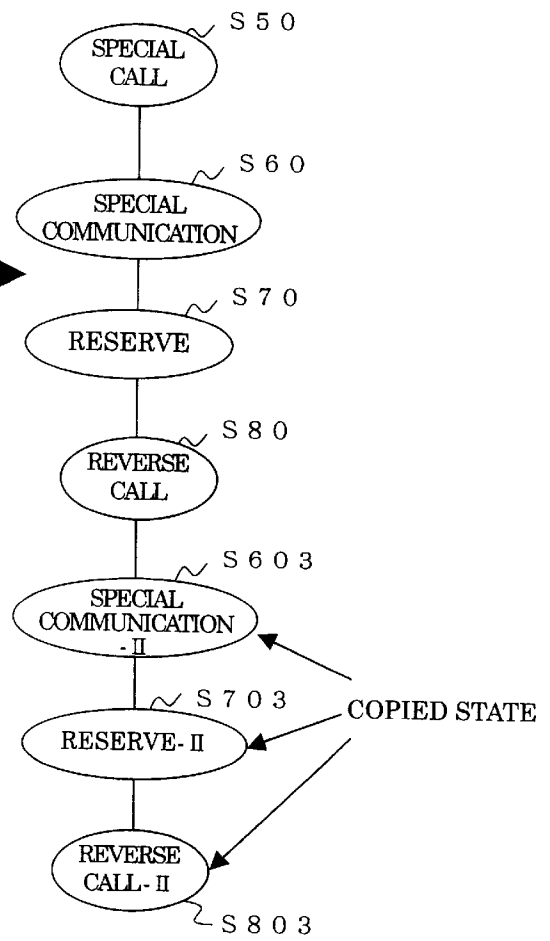 S50
SPECIAL
CALL
S60
SPECIAL
COMMUNICATION
S70
RESERVE
S80
REVERSE
CALL
S603
SPECIAL
COMMUNICATION
-II
S703
RESERVE-II
COPIED STATE
REVERSE
CALL-II
S803